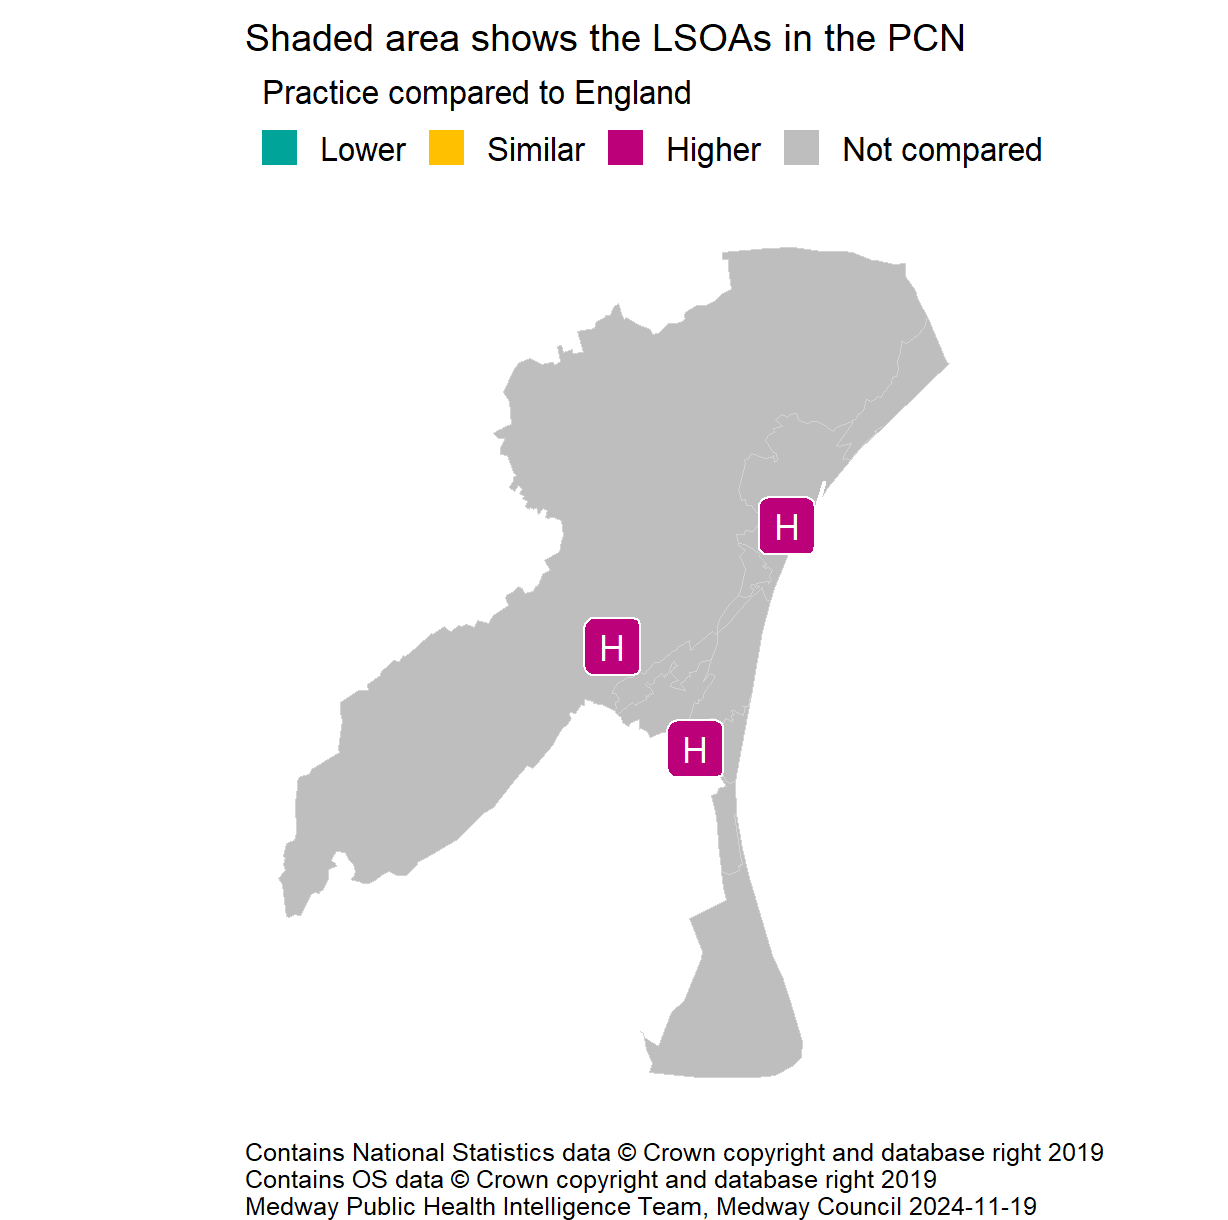 Shaded area shows the LSOAs in the PCN
Practice compared to England
Lower Similar Higher Not compared
H
H
H
Contains National Statistics data © Crown copyright and database right 2019
Contains OS data © Crown copyright and database right 2019
Medway Public Health Intelligence Team, Medway Council 2024-11-19